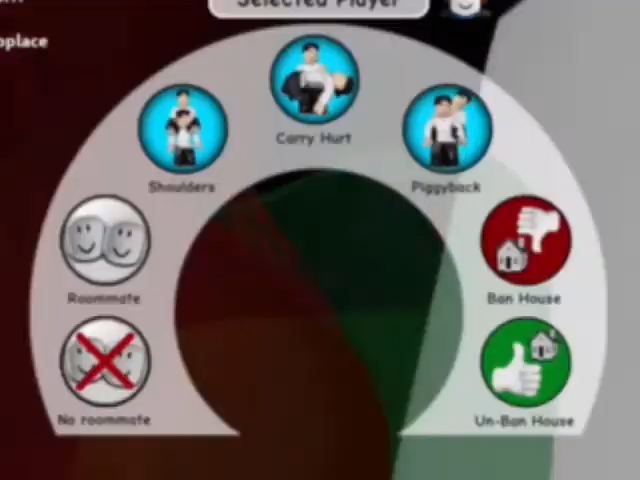 Selected Player
oplace
Carry Hurt
Shoulders
Piggyback
Roommate
Ban House
No roommate
Un-Ban House